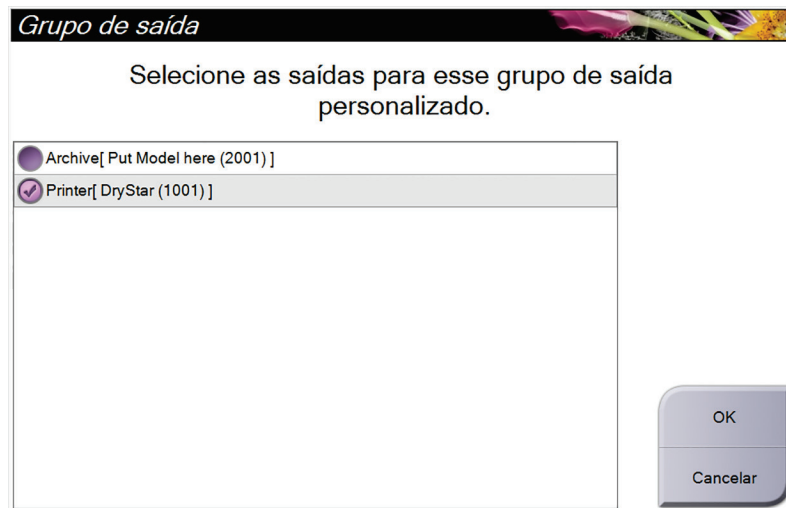 Grupo de saída
Selecione as saídas para esse grupo de saída
personalizado.
Archive[ Put Model here (2001) ]
Printer[ DryStar (1001) ]
OK
Cancelar